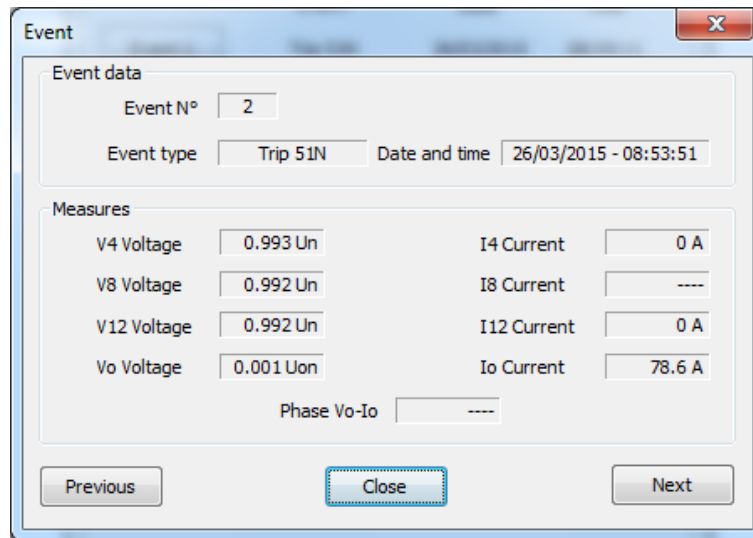 Event
Event data
Event N° 2
Event type Trip 51N Date and time 26/03/2015 - 08:53:51
Measures
V4 Voltage 0.993 Un I4 Current 0 A
V8 Voltage 0.992 Un I8 Current ----
V12 Voltage 0.992 Un I12 Current 0 A
Vo Voltage 0.001 Uon Io Current 78.6 A
Phase Vo-Io ----
Previous Close Next